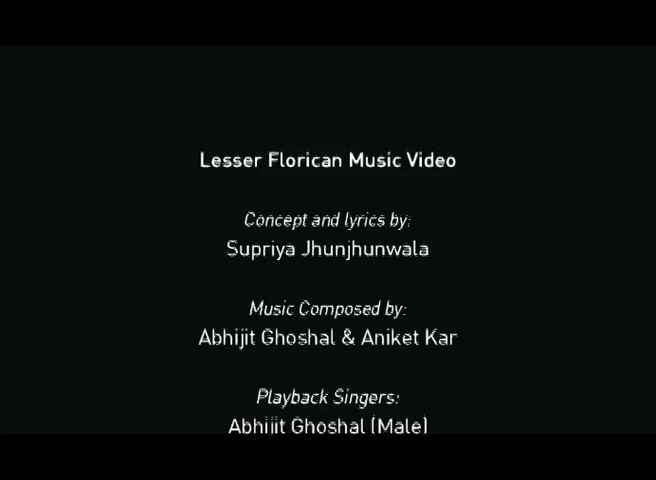 Lesser Florican Music Video
Concept and lyrics by:
Supriya Jhunjhunwala
Music Composed by:
Abhijit Ghoshal & Aniket Kar
Playback Singers:
Abhijit Ghoshal (Male)